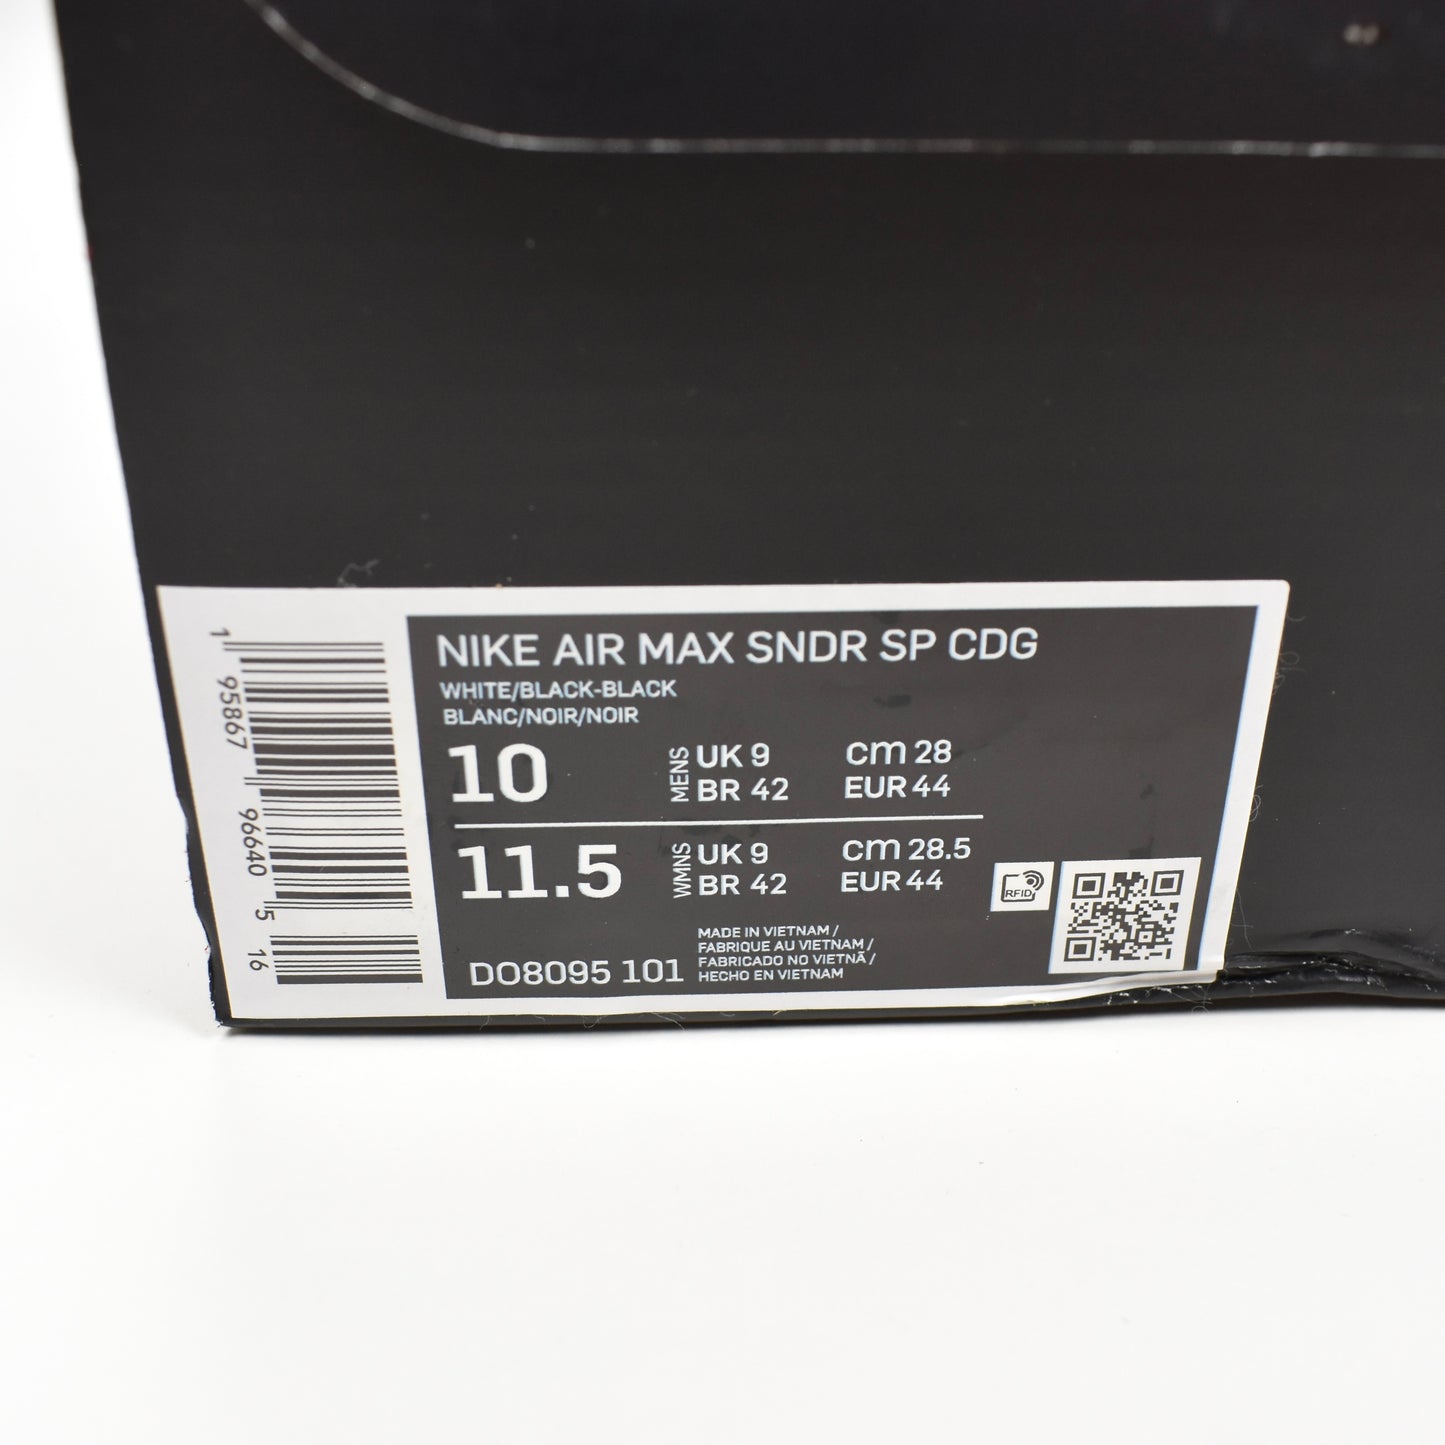 1 95867 96640 5 16
NIKE AIR MAX SNDR SP CDG
WHITE/BLACK-BLACK
BLANC/NOIR/NOIR
10 MENS UK 9 CM 28
BR 42 EUR 44
11.5 WMNS UK 9 CM 28.5
BR 42 EUR 44
RFID
MADE IN VIETNAM /
FABRIQUE AU VIETNAM /
FABRICADO NO VIETNÃ /
HECHO EN VIETNAM
DO8095 101